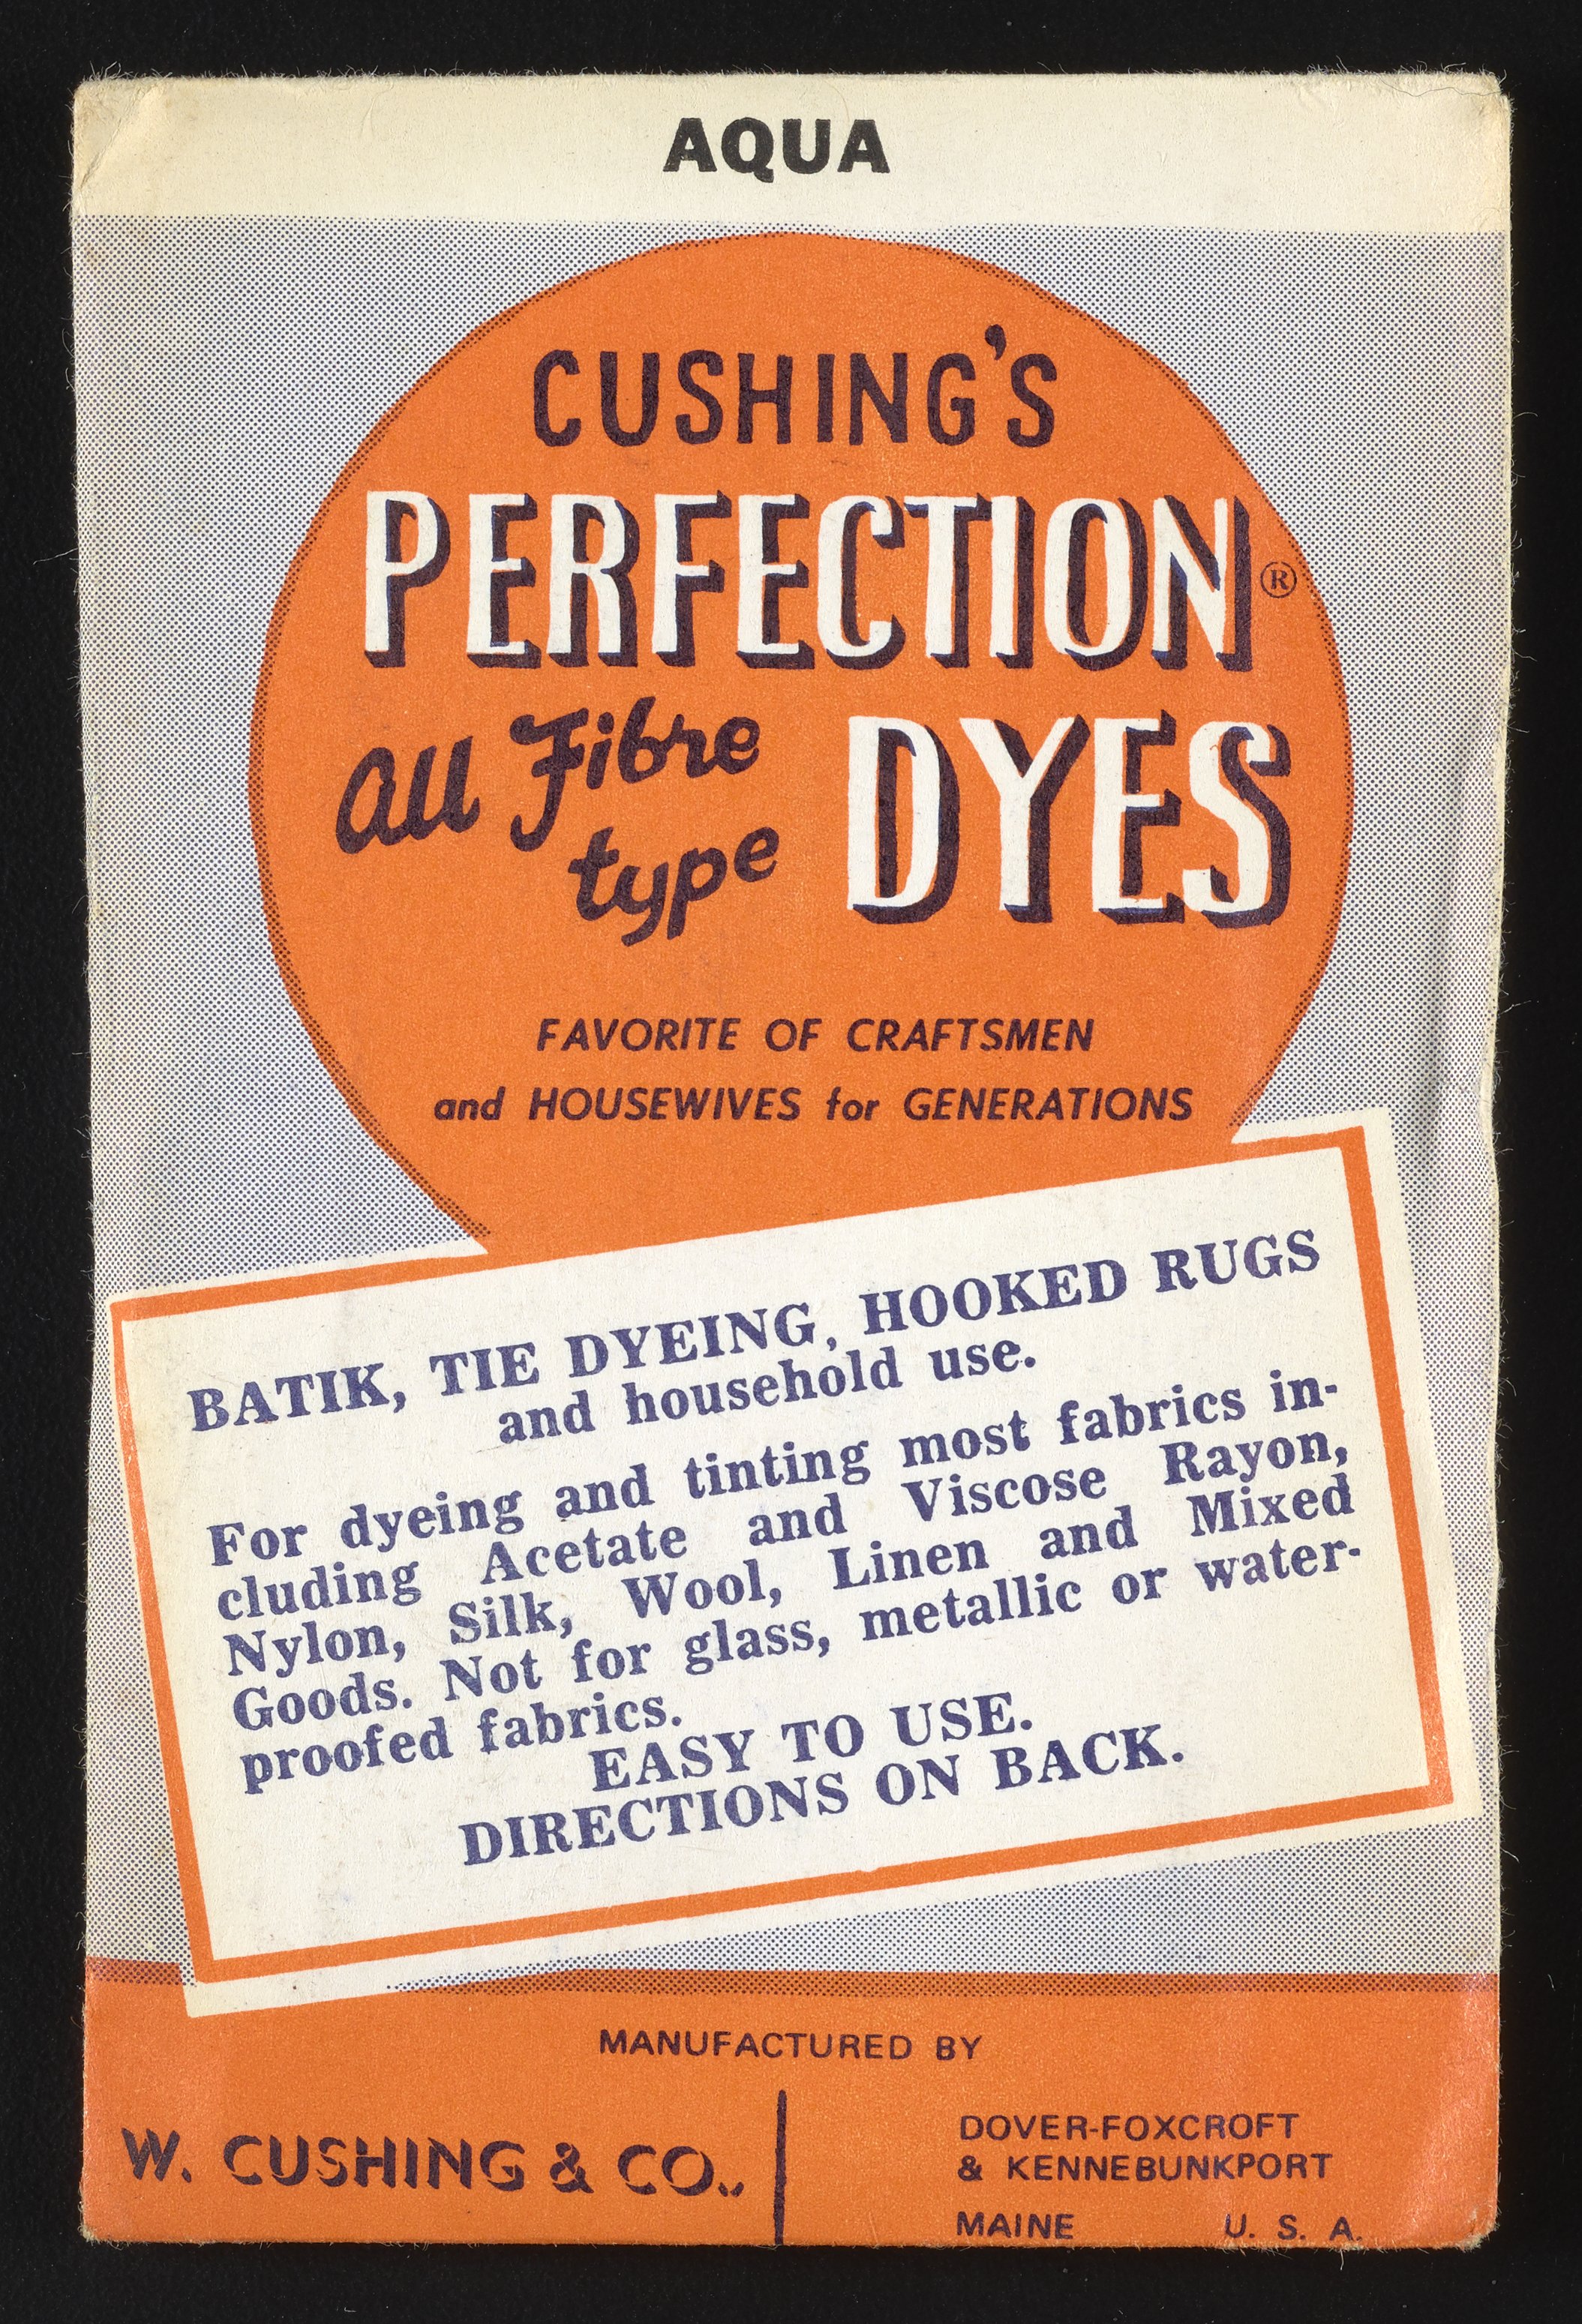 AQUA
CUSHING'S
PERFECTION®
All Fibre
type DYES
FAVORITE OF CRAFTSMEN
and HOUSEWIVES for GENERATIONS
BATIK, TIE DYEING, HOOKED RUGS
and household use.
For dyeing and tinting most fabrics in-
cluding Acetate and Viscose Rayon,
Nylon, Silk, Wool, Linen and Mixed
Goods. Not for glass, metallic or water-
proofed fabrics.
EASY TO USE.
DIRECTIONS ON BACK.
MANUFACTURED BY
W. CUSHING & CO.,
DOVER-FOXCROFT
& KENNEBUNKPORT
MAINE U. S. A.